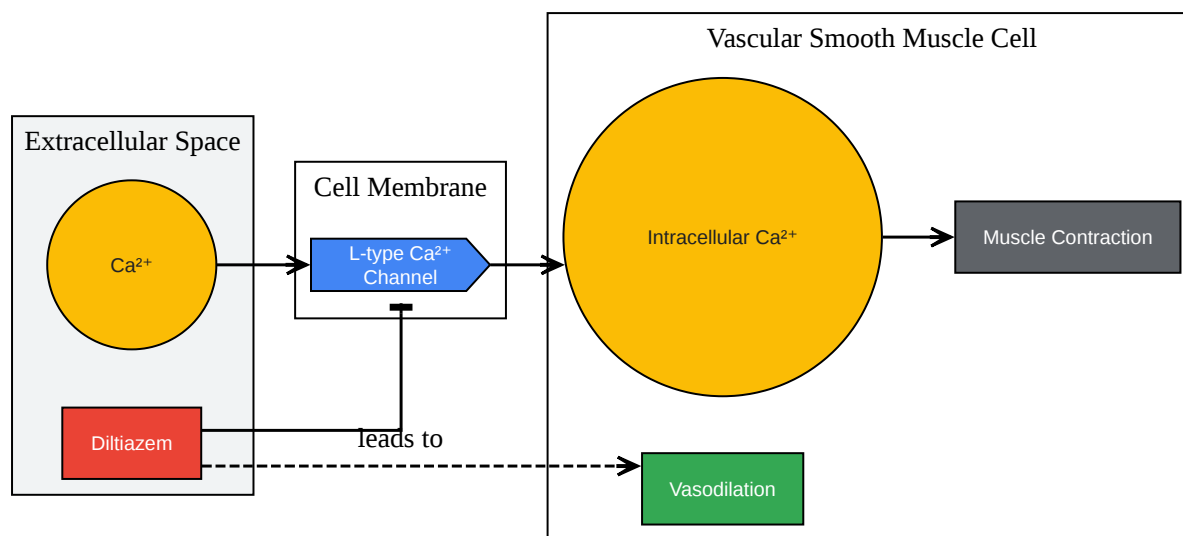 Vascular Smooth Muscle Cell
Extracellular Space
Cell Membrane
Ca²⁺
L-type Ca²⁺
Channel
Intracellular Ca²⁺
Muscle Contraction
Diltiazem
leads to
Vasodilation